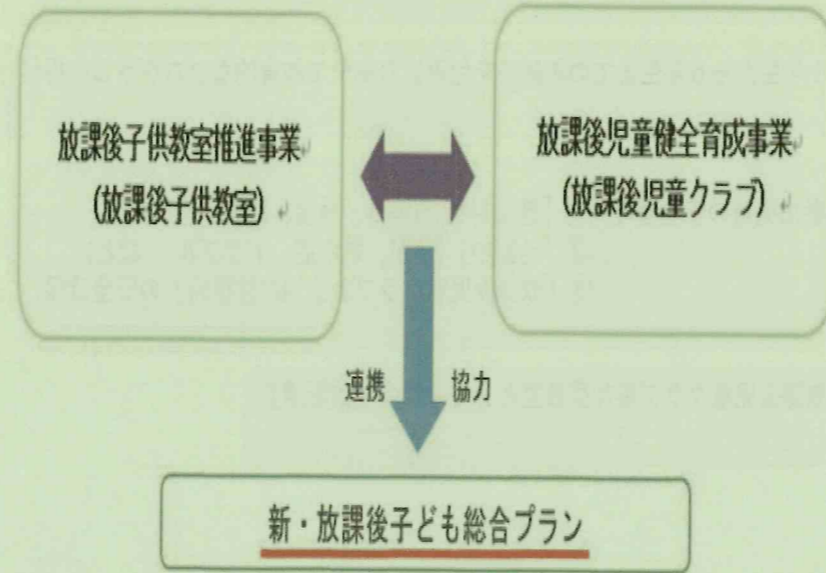 放課後子供教室推進事業
(放課後子供教室)
放課後児童健全育成事業
(放課後児童クラブ)
連携 協力
新・放課後子ども総合プラン